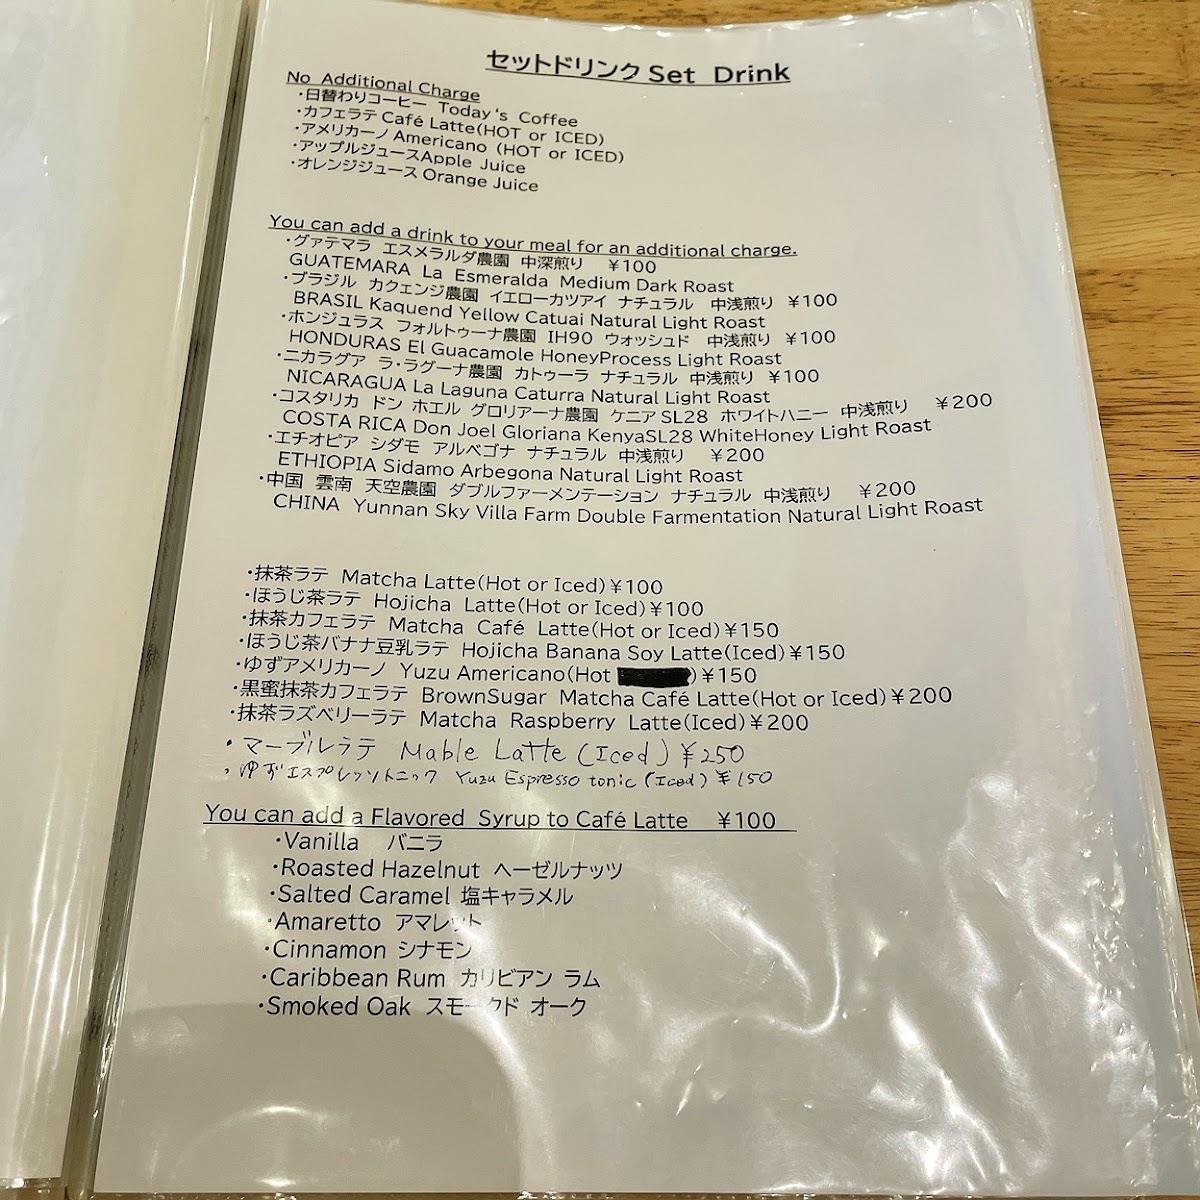 セットドリンク Set Drink
No Additional Charge
・日替わりコーヒー Today's Coffee
・カフェラテ Café Latte(HOT or ICED)
・アメリカーノ Americano (HOT or ICED)
・アップルジュースApple Juice
・オレンジジュース Orange Juice
You can add a drink to your meal for an additional charge.
・グァテマラ エスメラルダ農園 中深煎り ￥100
GUATEMARA La Esmeralda Medium Dark Roast
・ブラジル カクェンジ農園 イエローカツアイ ナチュラル 中浅煎り ￥100
BRASIL Kaquend Yellow Catuai Natural Light Roast
・ホンジュラス フォルトゥーナ農園 IH90 ウォッシュド 中浅煎り ￥100
HONDURAS El Guacamole HoneyProcess Light Roast
・ニカラグア ラ・ラグーナ農園 カトゥーラ ナチュラル 中浅煎り ￥100
NICARAGUA La Laguna Caturra Natural Light Roast
・コスタリカ ドン ホエル グロリアーナ農園 ケニアSL28 ホワイトハニー 中浅煎り ￥200
COSTA RICA Don Joel Gloriana KenyaSL28 WhiteHoney Light Roast
・エチオピア シダモ アルベゴナ ナチュラル 中浅煎り ￥200
ETHIOPIA Sidamo Arbegona Natural Light Roast
・中国 雲南 天空農園 ダブルファーメンテーション ナチュラル 中浅煎り ￥200
CHINA Yunnan Sky Villa Farm Double Farmentation Natural Light Roast
・抹茶ラテ Matcha Latte(Hot or Iced)￥100
・ほうじ茶ラテ Hojicha Latte(Hot or Iced)￥100
・抹茶カフェラテ Matcha Café Latte(Hot or Iced)￥150
・ほうじ茶バナナ豆乳ラテ Hojicha Banana Soy Latte(Iced)￥150
・ゆずアメリカーノ Yuzu Americano(Hot )￥150
・黒蜜抹茶カフェラテ BrownSugar Matcha Café Latte(Hot or Iced)￥200
・抹茶ラズベリーラテ Matcha Raspberry Latte(Iced)￥200
・マーブルラテ Mable Latte (Iced) ￥250
・ゆずエスプレッソトニック Yuzu Espresso tonic (Iced) ￥150
You can add a Flavored Syrup to Café Latte ￥100
・Vanilla バニラ
・Roasted Hazelnut ヘーゼルナッツ
・Salted Caramel 塩キャラメル
・Amaretto アマレット
・Cinnamon シナモン
・Caribbean Rum カリビアン ラム
・Smoked Oak スモークド オーク